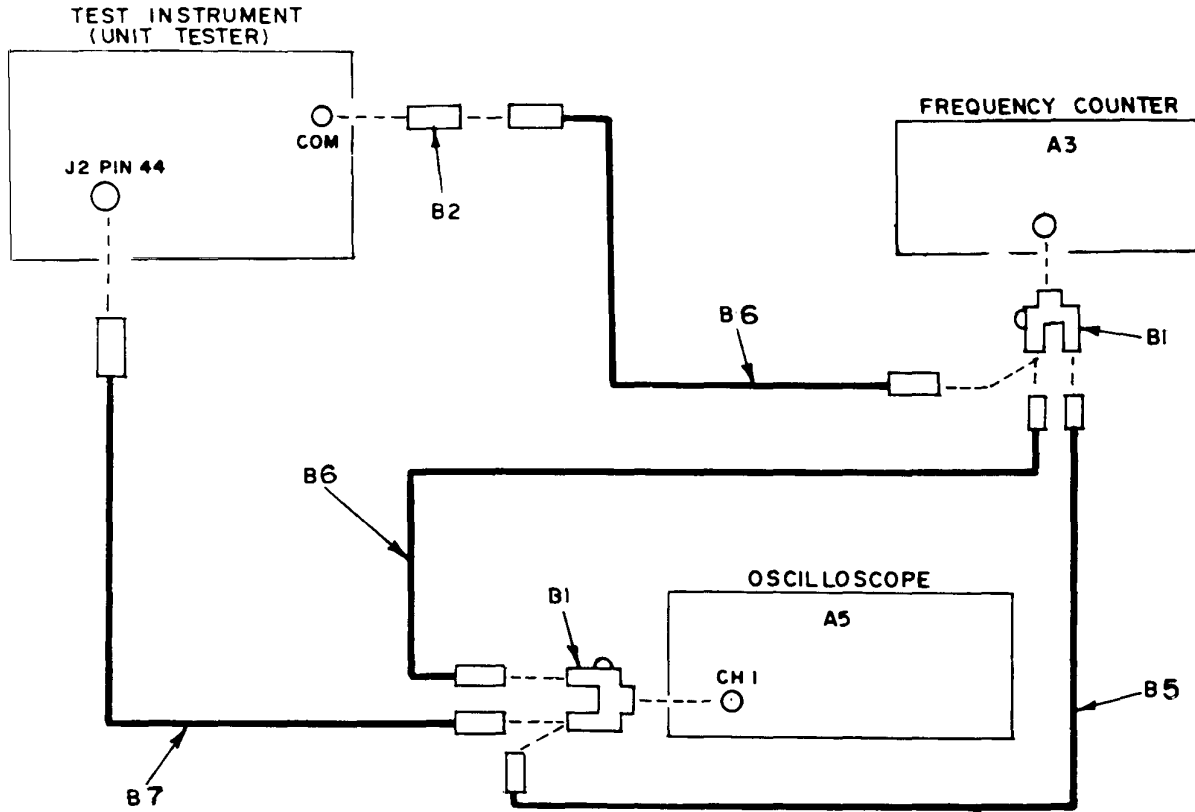 TEST INSTRUMENT
(UNIT TESTER)
COM
J2 PIN 44
B2
FREQUENCY COUNTER
A3
B1
B6
B6
OSCILLOSCOPE
A5
B1
CH 1
B5
B7